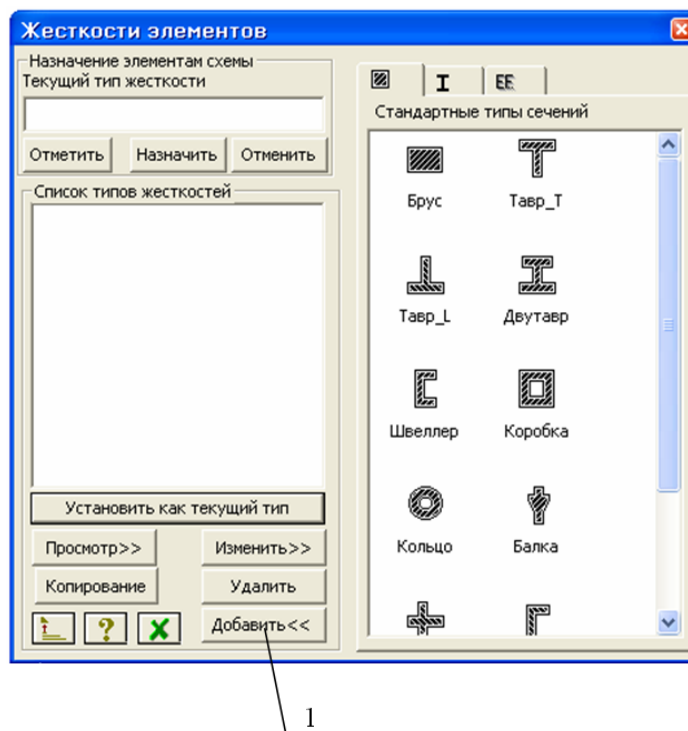 Жесткости элементов
Назначение элементам схемы
Текущий тип жесткости
Отметить Назначить Отменить
Список типов жесткостей
Установить как текущий тип
Просмотр>> Изменить>>
Копирование Удалить
? Добавить<<
I EE
Стандартные типы сечений
Брус Тавр_Т
Тавр_L Двутавр
Швеллер Коробка
Кольцо Балка
1